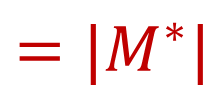 = |M*|